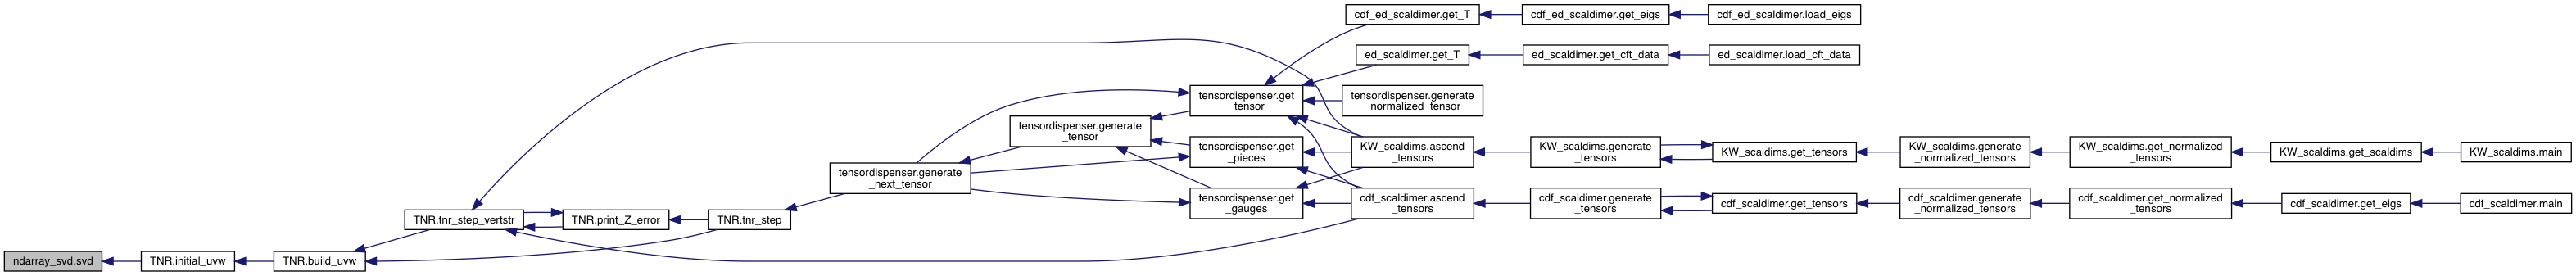 cdf_ed_scaldimer.get_T
cdf_ed_scaldimer.get_eigs
cdf_ed_scaldimer.load_eigs
ed_scaldimer.get_T
ed_scaldimer.get_cft_data
ed_scaldimer.load_cft_data
tensordispenser.get
_tensor
tensordispenser.generate
_normalized_tensor
tensordispenser.generate
_tensor
tensordispenser.get
_pieces
KW_scaldims.ascend
_tensors
KW_scaldims.generate
_tensors
KW_scaldims.get_tensors
KW_scaldims.generate
_normalized_tensors
KW_scaldims.get_normalized
_tensors
KW_scaldims.get_scaldims
KW_scaldims.main
tensordispenser.generate
_next_tensor
tensordispenser.get
_gauges
cdf_scaldimer.ascend
_tensors
cdf_scaldimer.generate
_tensors
cdf_scaldimer.get_tensors
cdf_scaldimer.generate
_normalized_tensors
cdf_scaldimer.get_normalized
_tensors
cdf_scaldimer.get_eigs
cdf_scaldimer.main
TNR.tnr_step_vertstr
TNR.print_Z_error
TNR.tnr_step
ndarray_svd.svd
TNR.initial_uvw
TNR.build_uvw